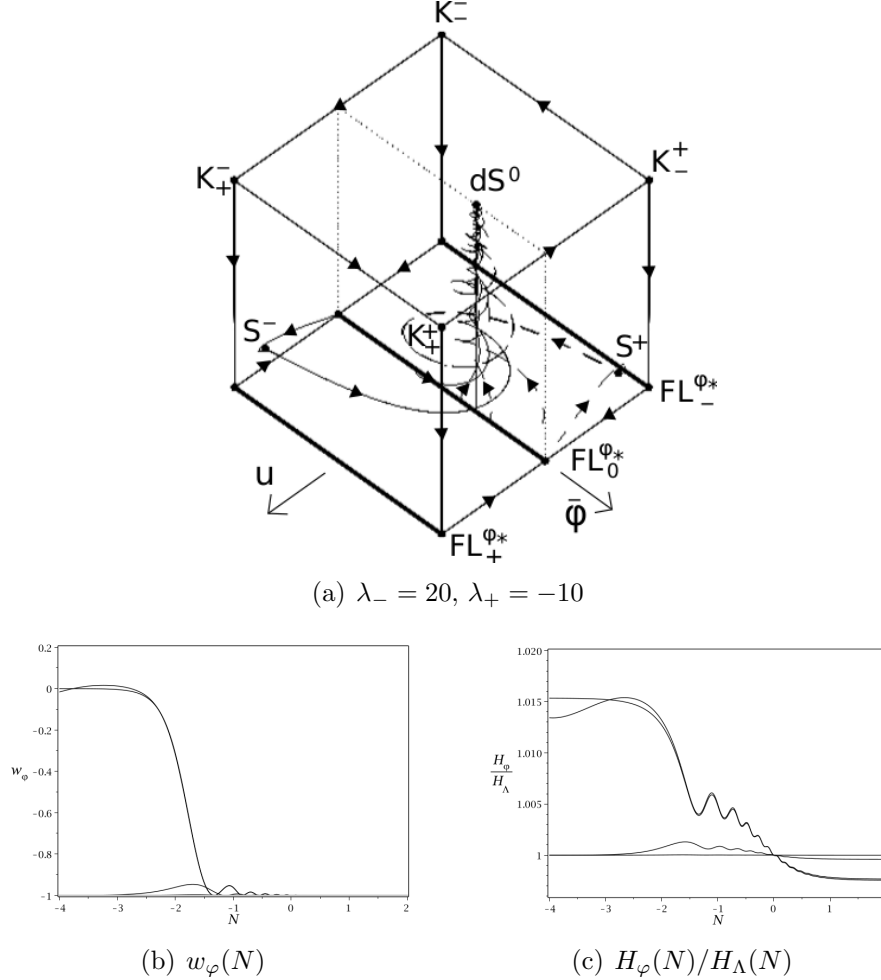 K₋⁻
K₊⁻
K₋⁺
dS⁰
S⁻
K₊⁺
S⁺
FL₋^φ*
FL₀^φ*
u
φ̄
FL₊^φ*
(a) λ₋ = 20, λ₊ = −10
0.2
0
-0.2
-0.4
w_φ
-0.6
-0.8
-1
-4 -3 -2 -1 0 1 2
N
(b) w_φ(N)
1.020
1.015
1.010
H_φ/H_Λ
1.005
1
-4 -3 -2 -1 0 1
N
(c) H_φ(N)/H_Λ(N)